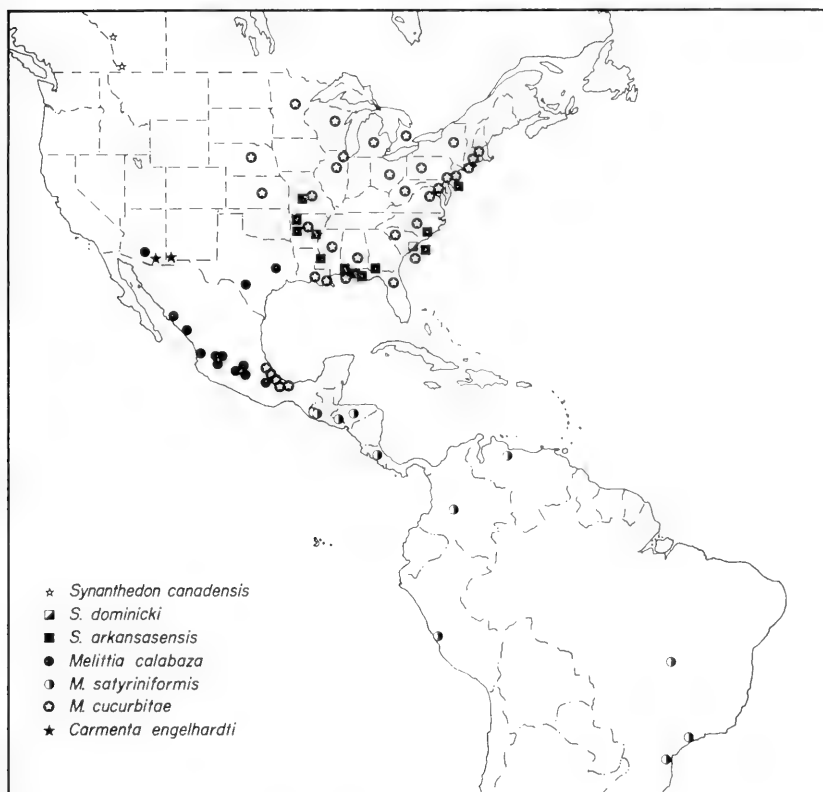 Synanthedon canadensis
S. dominicki
S. arkansasensis
Melittia calabaza
M. satyriniformis
M. cucurbitae
Carmenta engelhardti